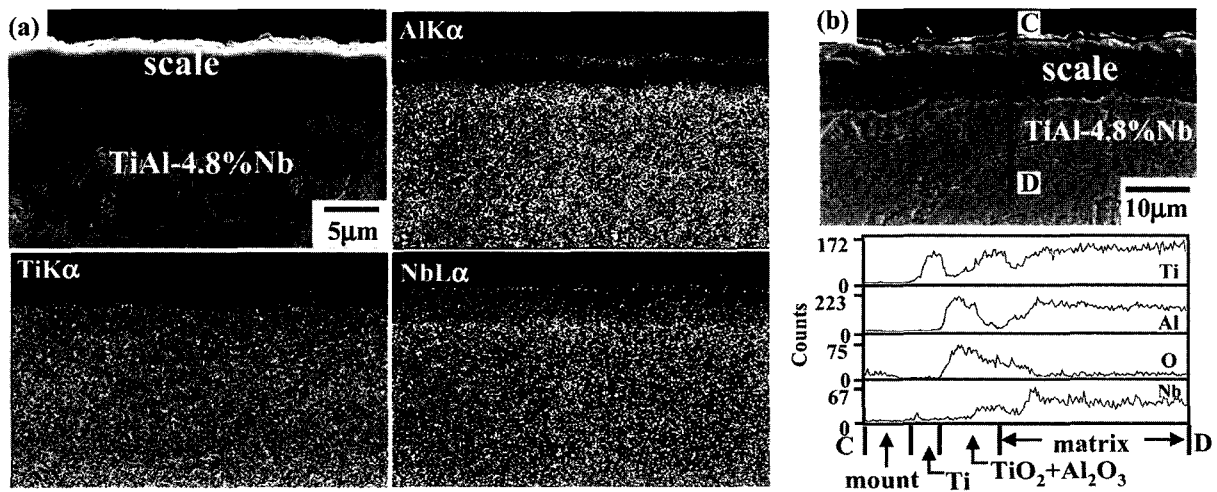 (a)
scale
TiAl-4.8%Nb
5μm
AlKα
TiKα
NbLα
(b)
C
scale
TiAl-4.8%Nb
D
10μm
Counts
172
0
Ti
223
0
Al
75
0
O
67
0
Nb
C
mount
Ti
TiO₂+Al₂O₃
matrix
D